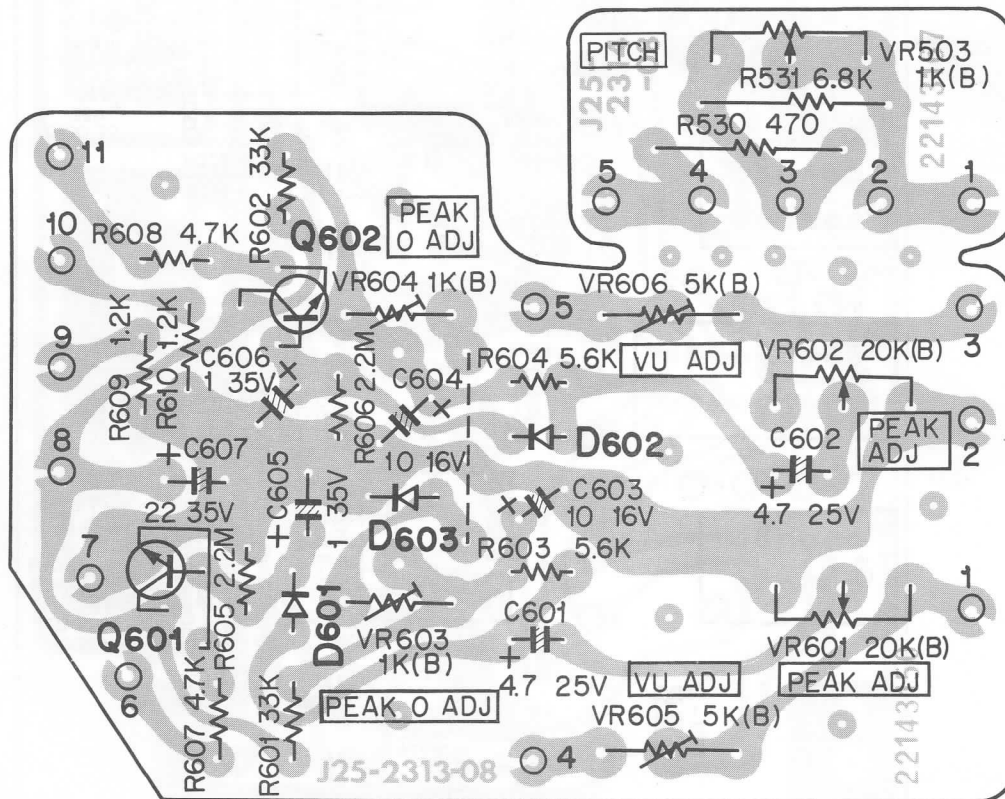 PITCH
VR503
1K(B)
R531 6.8K
R530 470
J25-
-08
5 4 3 2 1
11
R602 33K
10
R608 4.7K
Q602
PEAK
O ADJ
VR604 1K(B)
5
VR606 5K(B)
3
9
1.2K
1.2K
R609
R610
C606
1 35V
R606 2.2M
C604
10 16V
R604 5.6K
VU ADJ
VR602 20K(B)
PEAK
ADJ
2
8
+
C607
22 35V
C605
1 35V
+
D602
D603
C603
10 16V
C602
+
4.7 25V
7
Q601
R605 2.2M
D601
VR603
1K(B)
R603 5.6K
C601
+
4.7 25V
1
VR601 20K(B)
6
R607 4.7K
R601 33K
PEAK O ADJ
VU ADJ
PEAK ADJ
VR605 5K(B)
4
J25-2313-08